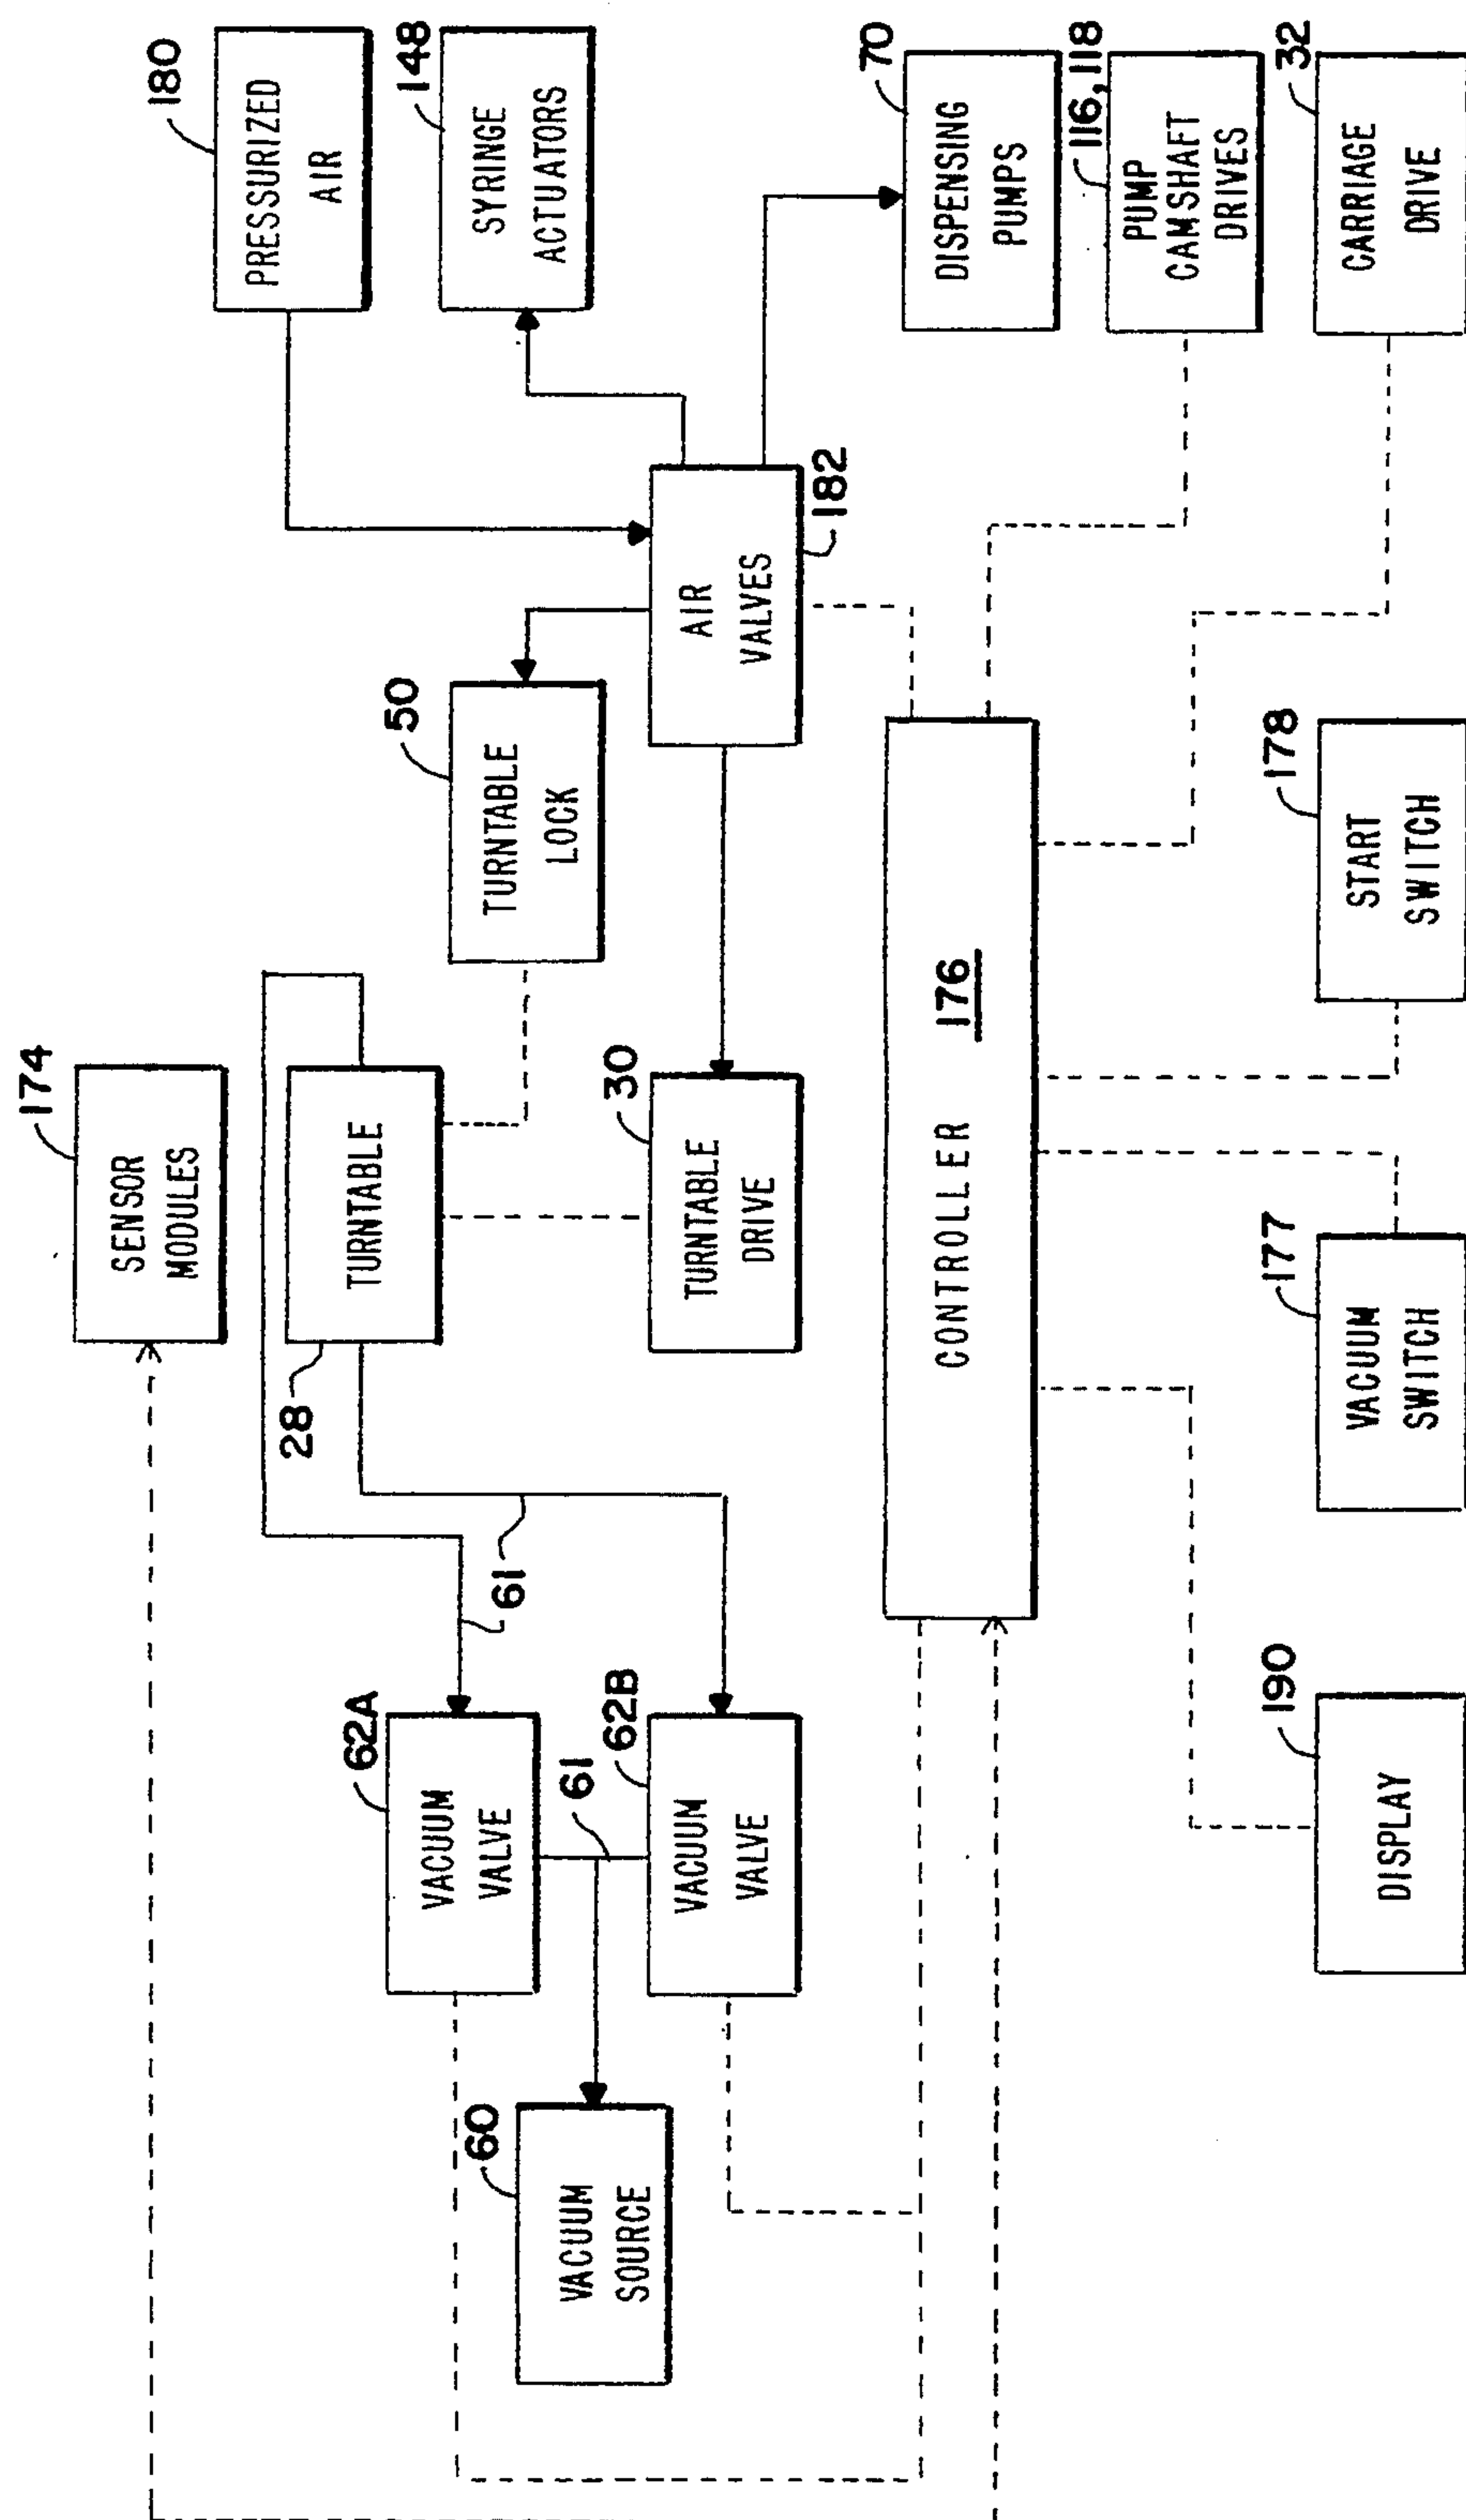 174
SENSOR
MODULES
180
PRESSURIZED
AIR
28
TURNTABLE
148
SYRINGE
ACTUATORS
62A
VACUUM
VALVE
61
50
TURNTABLE
LOCK
60
VACUUM
SOURCE
61
62B
VACUUM
VALVE
30
TURNTABLE
DRIVE
AIR
VALVES
182
70
DISPENSING
PUMPS
CONTROLLER 176
116,118
PUMP
CAMSHAFT
DRIVES
190
DISPLAY
177
VACUUM
SWITCH
178
START
SWITCH
32
CARRIAGE
DRIVE